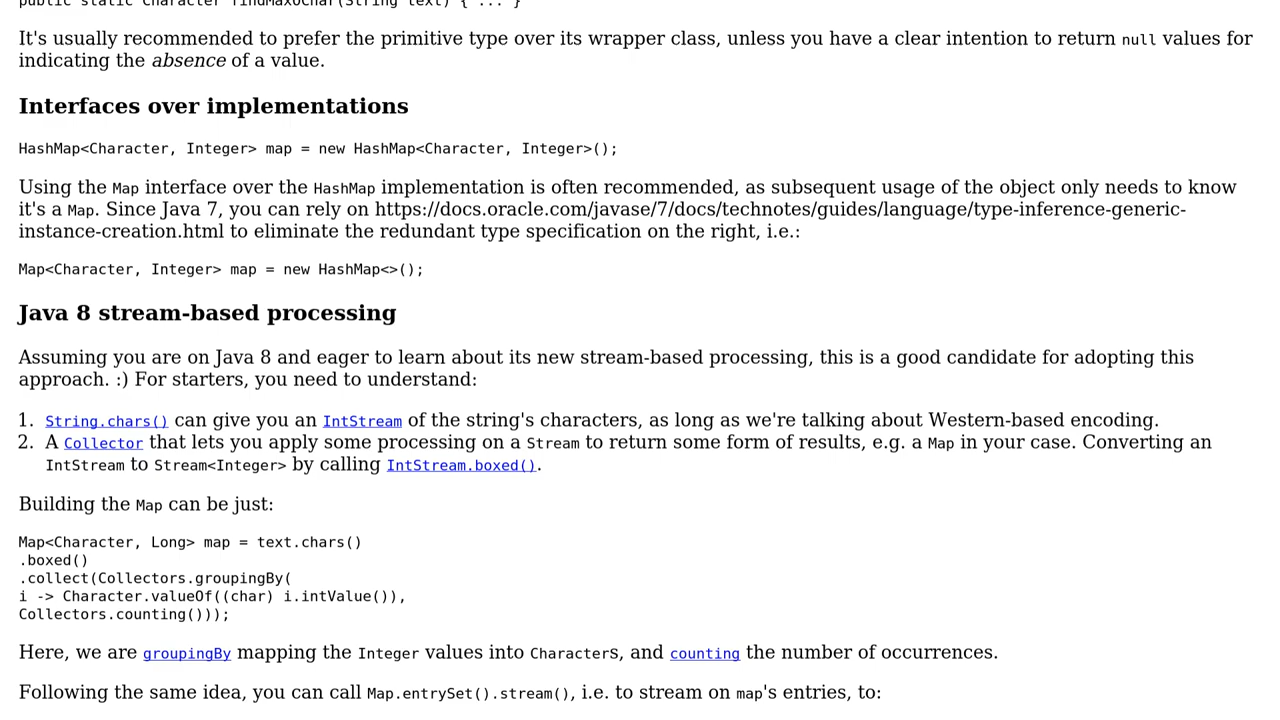 public static Character findMaxOChar(String text) { ... }
It's usually recommended to prefer the primitive type over its wrapper class, unless you have a clear intention to return null values for
indicating the absence of a value.
Interfaces over implementations
HashMap<Character, Integer> map = new HashMap<Character, Integer>();
Using the Map interface over the HashMap implementation is often recommended, as subsequent usage of the object only needs to know
it's a Map. Since Java 7, you can rely on https://docs.oracle.com/javase/7/docs/technotes/guides/language/type-inference-generic-
instance-creation.html to eliminate the redundant type specification on the right, i.e.:
Map<Character, Integer> map = new HashMap<>();
Java 8 stream-based processing
Assuming you are on Java 8 and eager to learn about its new stream-based processing, this is a good candidate for adopting this
approach. :) For starters, you need to understand:
1. String.chars() can give you an IntStream of the string's characters, as long as we're talking about Western-based encoding.
2. A Collector that lets you apply some processing on a Stream to return some form of results, e.g. a Map in your case. Converting an
IntStream to Stream<Integer> by calling IntStream.boxed().
Building the Map can be just:
Map<Character, Long> map = text.chars()
.boxed()
.collect(Collectors.groupingBy(
i -> Character.valueOf((char) i.intValue()),
Collectors.counting()));
Here, we are groupingBy mapping the Integer values into Characters, and counting the number of occurrences.
Following the same idea, you can call Map.entrySet().stream(), i.e. to stream on map's entries, to: